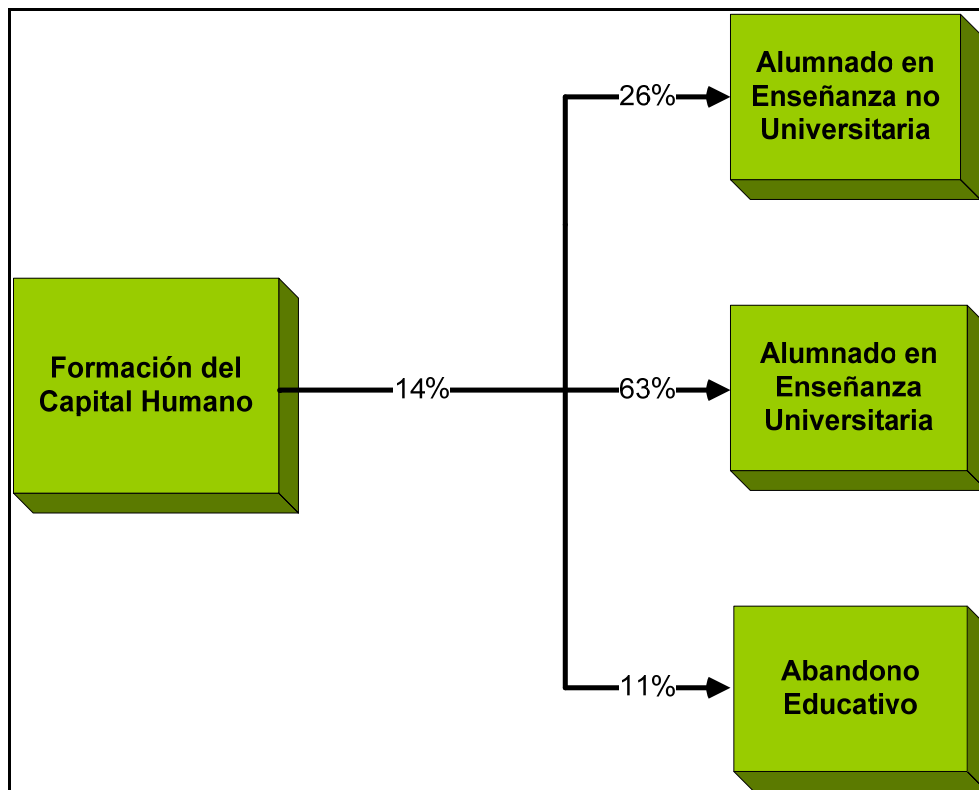 Alumnado en
Enseñanza no
Universitaria
26%
Formación del
Capital Humano
14%
63%
Alumnado en
Enseñanza
Universitaria
11%
Abandono
Educativo